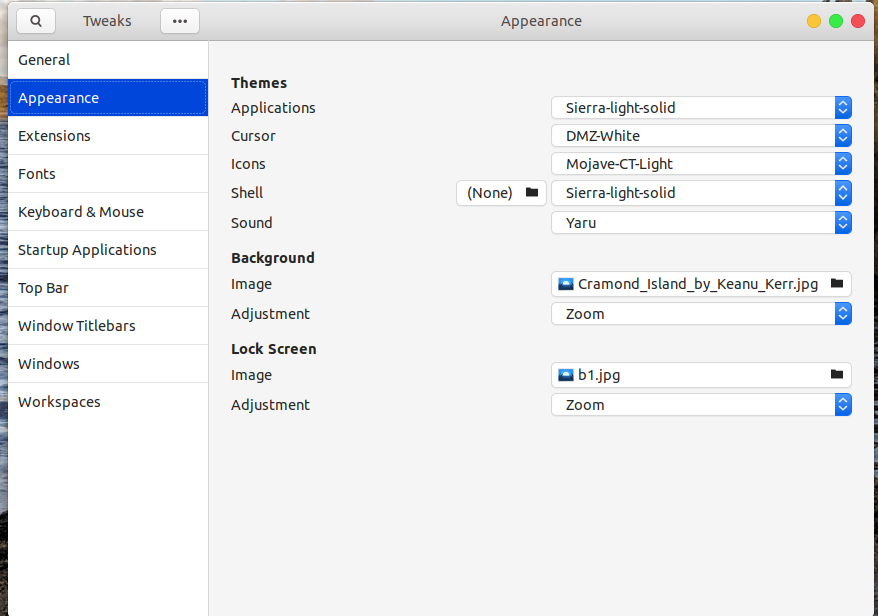 Tweaks
Appearance
General
Appearance
Extensions
Fonts
Keyboard & Mouse
Startup Applications
Top Bar
Window Titlebars
Windows
Workspaces
Themes
Applications Sierra-light-solid
Cursor DMZ-White
Icons Mojave-CT-Light
Shell (None) Sierra-light-solid
Sound Yaru
Background
Image Cramond_Island_by_Keanu_Kerr.jpg
Adjustment Zoom
Lock Screen
Image b1.jpg
Adjustment Zoom